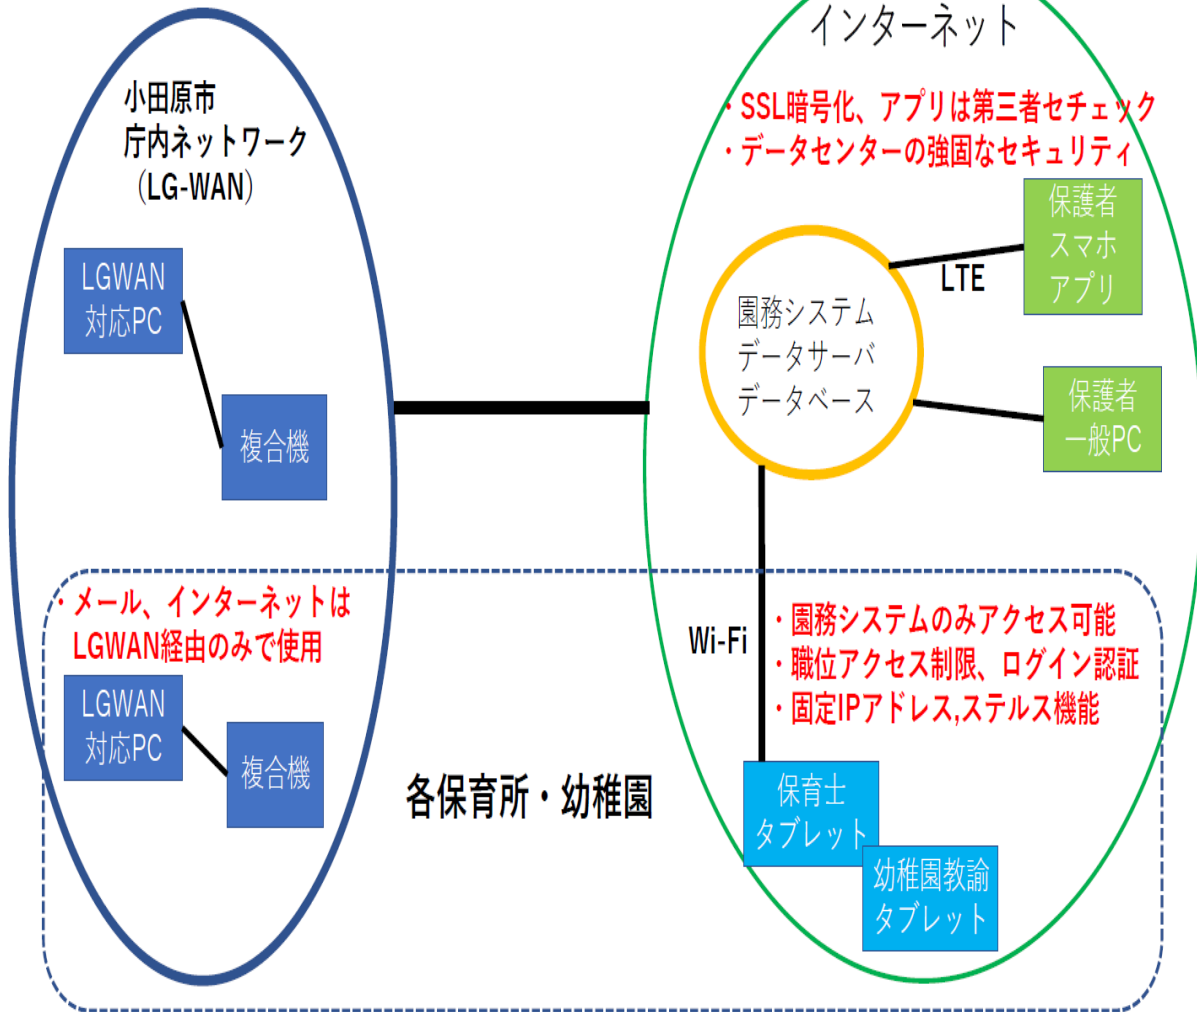 小田原市
庁内ネットワーク
（LG-WAN）
LGWAN
対応PC
複合機
インターネット
・SSL暗号化、アプリは第三者セチェック
・データセンターの強固なセキュリティ
保護者
スマホ
アプリ
LTE
園務システム
データサーバ
データベース
保護者
一般PC
・メール、インターネットは
LGWAN経由のみで使用
LGWAN
対応PC
複合機
各保育所・幼稚園
Wi-Fi
・園務システムのみアクセス可能
・職位アクセス制限、ログイン認証
・固定IPアドレス,ステルス機能
保育士
タブレット
幼稚園教諭
タブレット